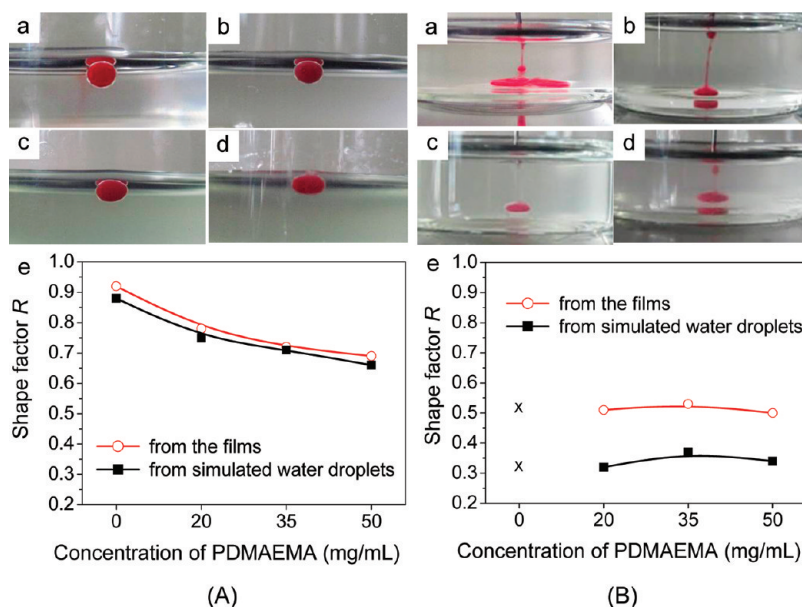 a
b
c
d
e
1.0
0.9
0.8
0.7
0.6
0.5
0.4
0.3
0.2
Shape factor R
from the films
from simulated water droplets
0
20
35
50
Concentration of PDMAEMA (mg/mL)
(A)
a
b
c
d
e
1.0
0.9
0.8
0.7
0.6
0.5
0.4
0.3
0.2
Shape factor R
from the films
from simulated water droplets
x
x
0
20
35
50
Concentration of PDMAEMA (mg/mL)
(B)